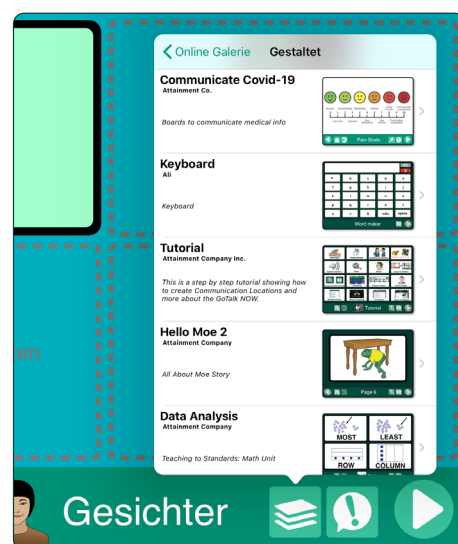 Online Galerie Gestaltet
Communicate Covid-19
Attainment Co.
Boards to communicate medical info
Pain Scale
Keyboard
Ali
Keyboard
Word maker
Tutorial
Attainment Company Inc.
This is a step by step tutorial showing how
to create Communication Locations and
more about the GoTalk NOW.
Tutorial
Hello Moe 2
Attainment Company
All About Moe Story
Page 6
Data Analysis
Attainment Company
Teaching to Standards: Math Unit
MOST LEAST
ROW COLUMN
ten
Gesichter